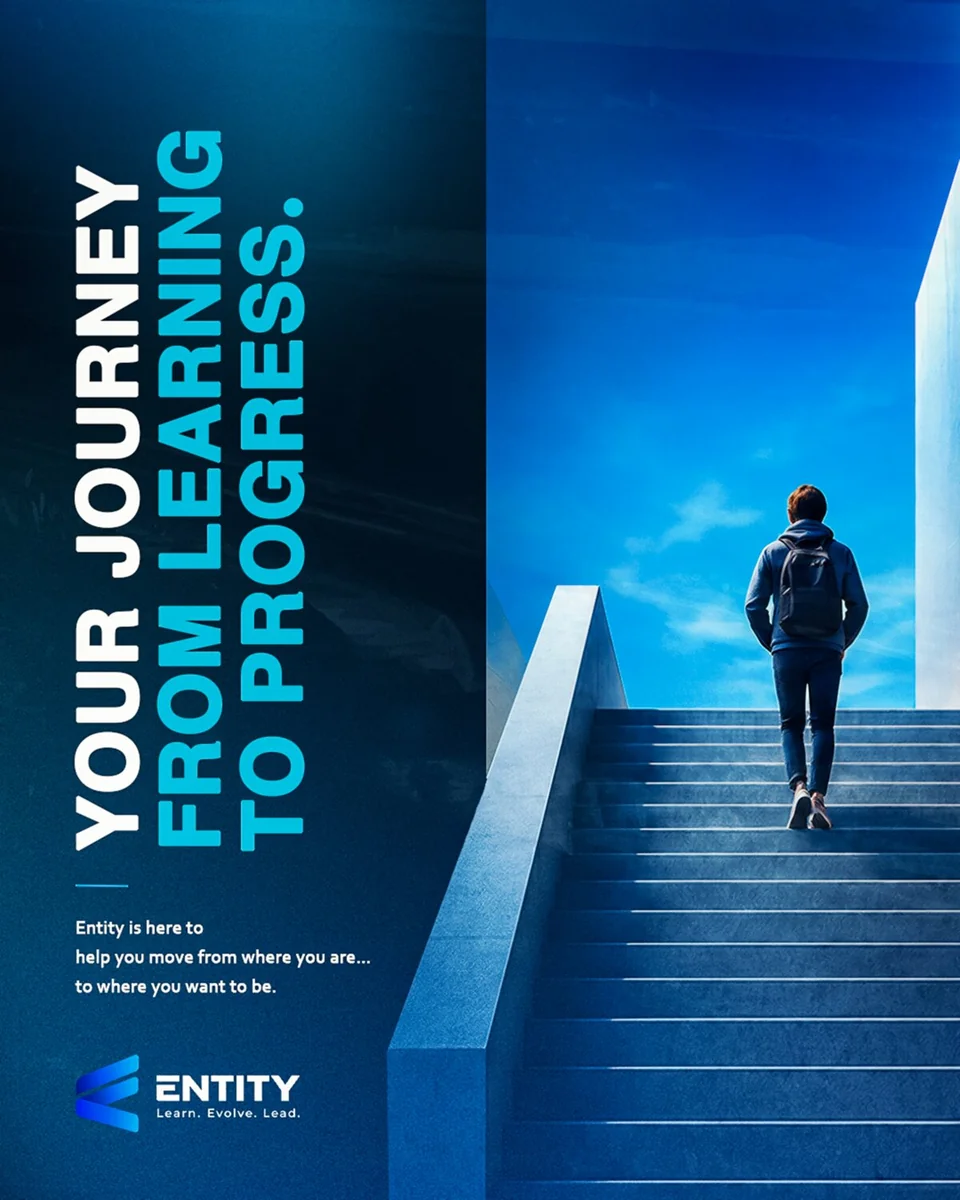 YOUR JOURNEY
FROM LEARNING
TO PROGRESS.
Entity is here to
help you move from where you are...
to where you want to be.
ENTITY
Learn. Evolve. Lead.